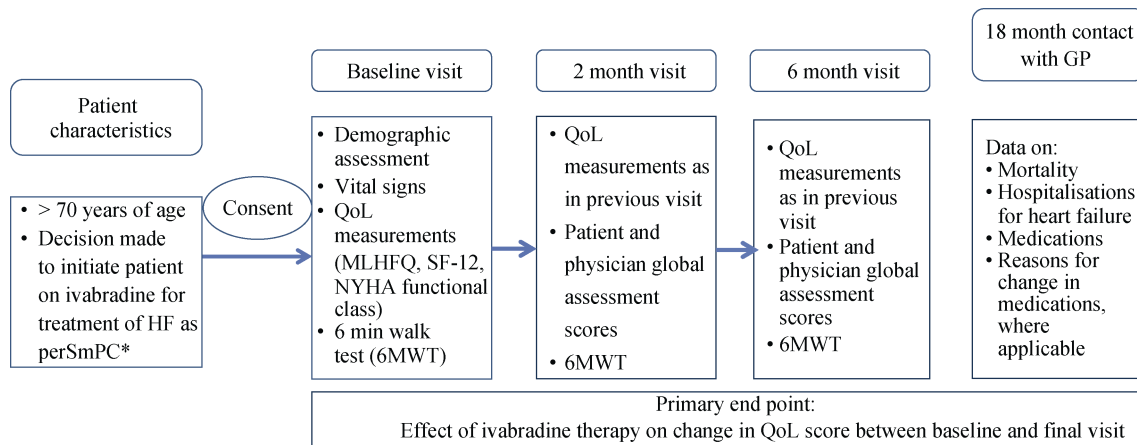 Patient
characteristics
> 70 years of age
• Decision made
to initiate patient
on ivabradine for
treatment of HF as
perSmPC*
Consent
Baseline visit
• Demographic
assessment
• Vital signs
• QoL
measurements
(MLHFQ, SF-12,
NYHA functional
class)
• 6 min walk
test (6MWT)
2 month visit
• QoL
measurements as
in previous visit
• Patient and
physician global
assessment
scores
• 6MWT
6 month visit
• QoL
measurements
as in previous
visit
• Patient and
physician global
assessment
scores
• 6MWT
18 month contact
with GP
Data on:
• Mortality
• Hospitalisations
for heart failure
• Medications
• Reasons for
change in
medications,
where
applicable
Primary end point:
Effect of ivabradine therapy on change in QoL score between baseline and final visit